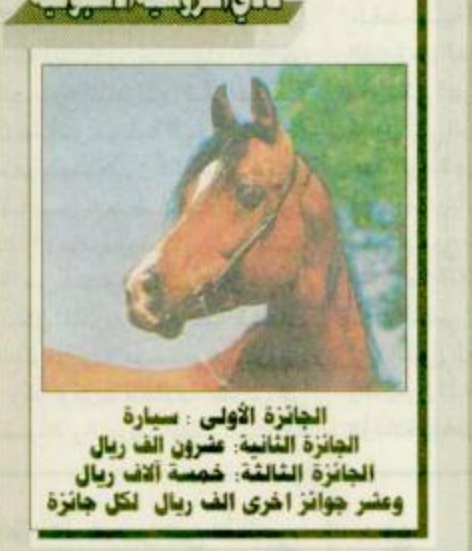 الجائزة الأولى : سيارة
الجائزة الثانية: عشرون الف ريال
الجائزة الثالثة: خمسة آلاف ريال
وعشر جوائز اخرى الف ريال لكل جائزة